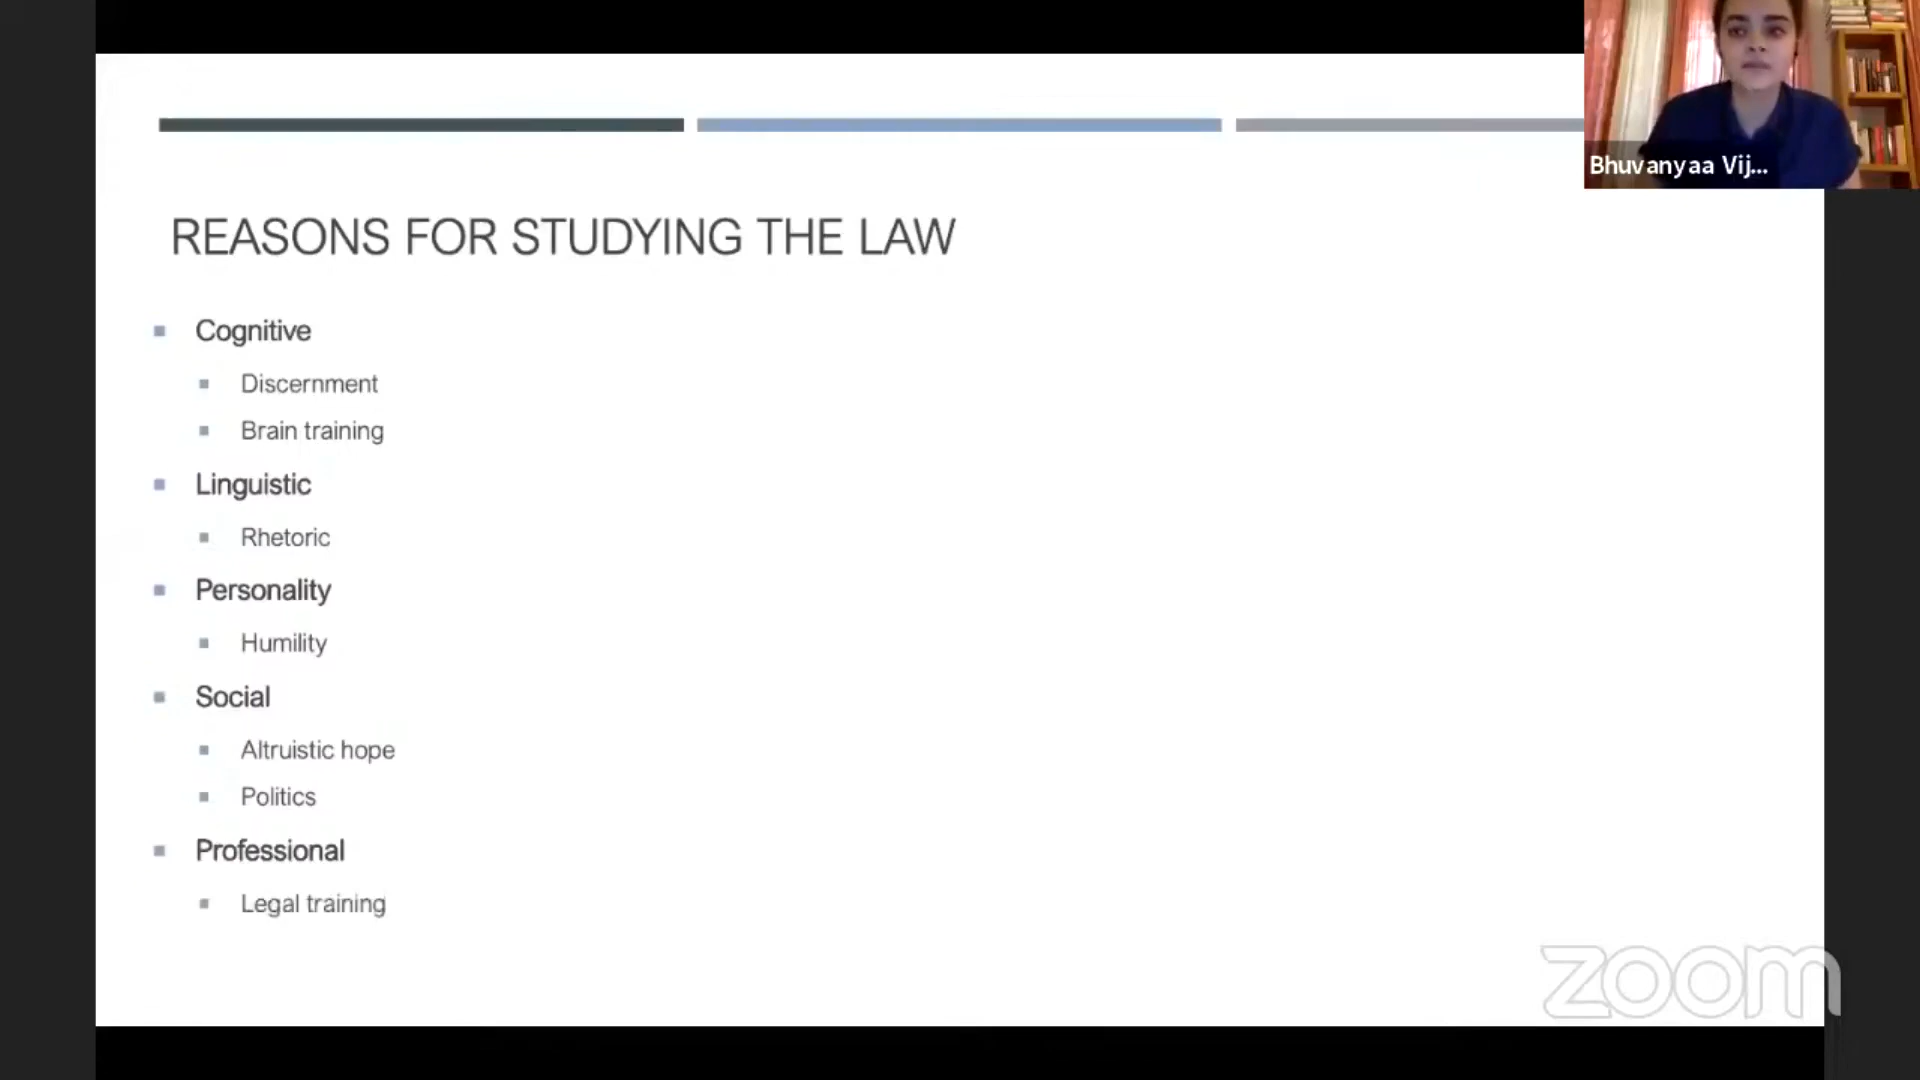 Bhuvanyaa Vij...
REASONS FOR STUDYING THE LAW
Cognitive
Discernment
Brain training
Linguistic
Rhetoric
Personality
Humility
Social
Altruistic hope
Politics
Professional
Legal training
zoom